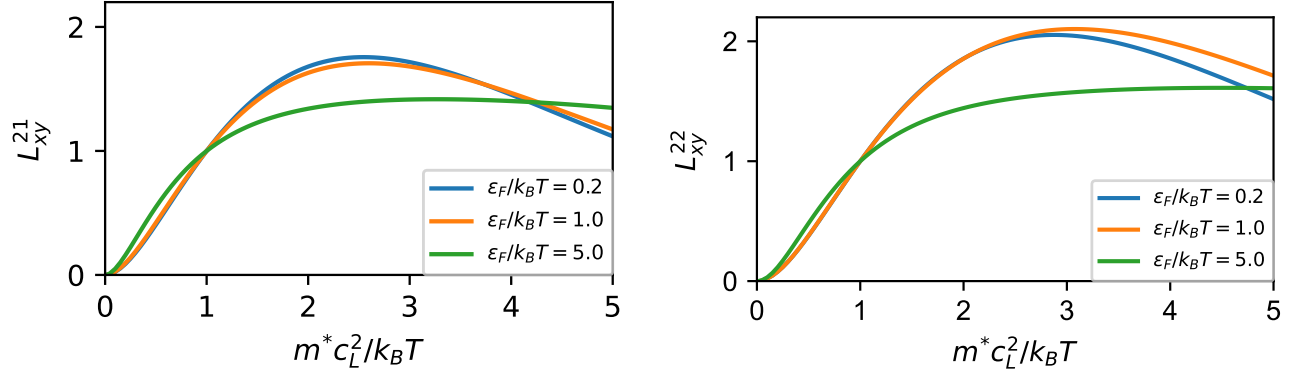 2
1
0
L_{xy}^{21}
ε_F/k_BT = 0.2
ε_F/k_BT = 1.0
ε_F/k_BT = 5.0
0 1 2 3 4 5
m^*c_L^2/k_BT
2
1
0
L_{xy}^{22}
ε_F/k_BT = 0.2
ε_F/k_BT = 1.0
ε_F/k_BT = 5.0
0 1 2 3 4 5
m^*c_L^2/k_BT